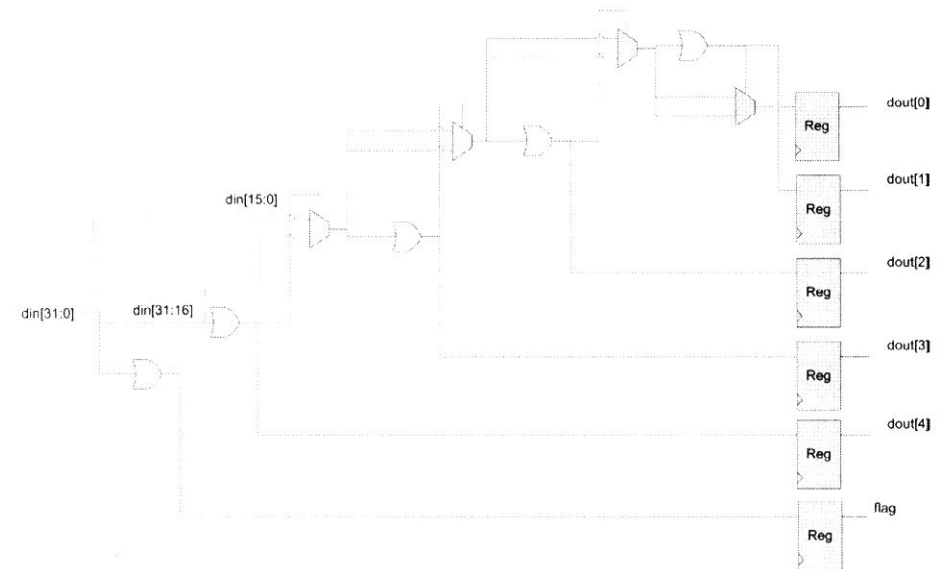 dout[0]
Reg
dout[1]
Reg
din[15:0]
dout[2]
Reg
din[31:0]
din[31:16]
dout[3]
Reg
dout[4]
Reg
flag
Reg